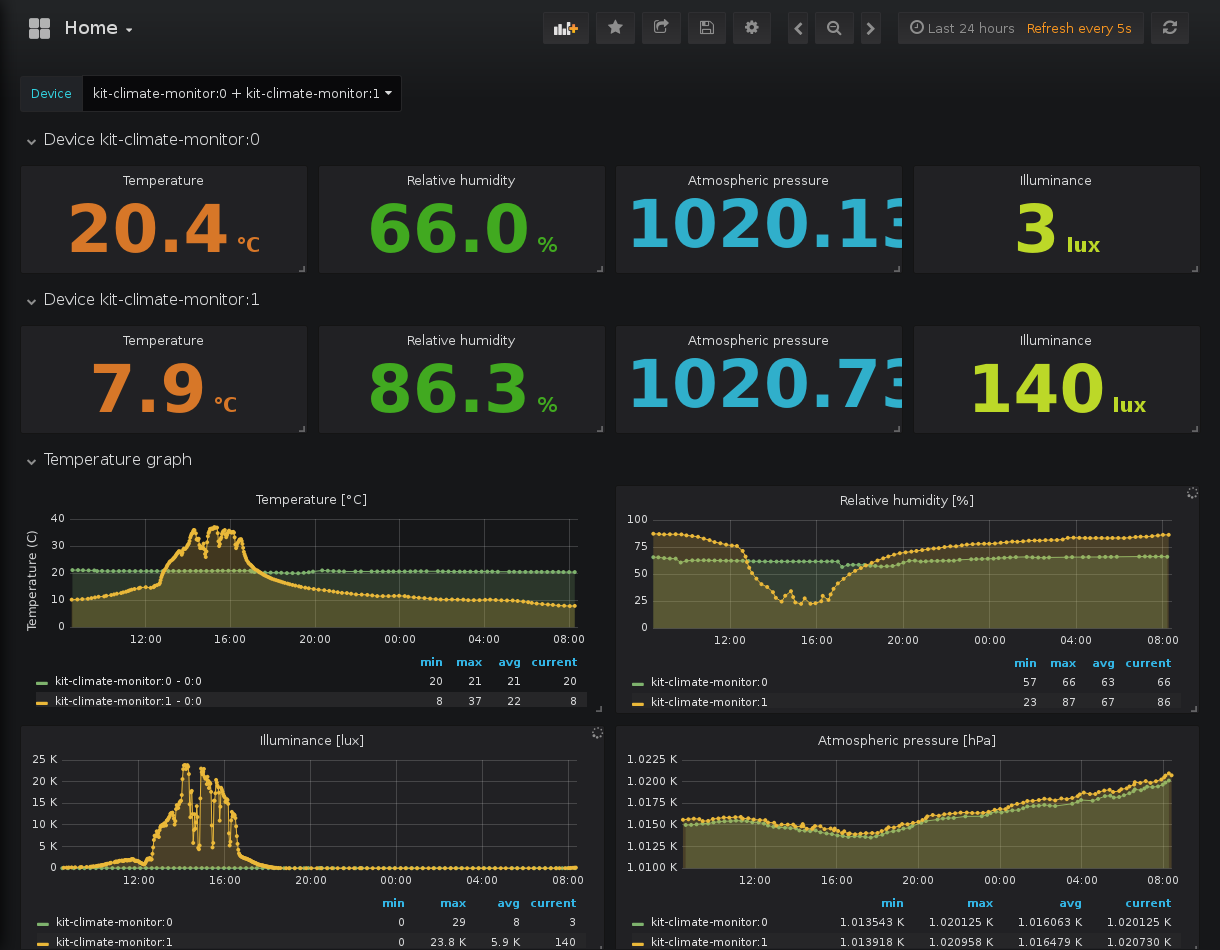 Home
Last 24 hours Refresh every 5s
Device kit-climate-monitor:0 + kit-climate-monitor:1
Device kit-climate-monitor:0
Temperature Relative humidity Atmospheric pressure Illuminance
20.4 °C 66.0 % 1020.13 3 lux
Device kit-climate-monitor:1
Temperature Relative humidity Atmospheric pressure Illuminance
7.9 °C 86.3 % 1020.73 140 lux
Temperature graph
Temperature [°C]
Temperature (C)
40
30
20
10
0
12:00 16:00 20:00 00:00 04:00 08:00
min max avg current
kit-climate-monitor:0 - 0:0 20 21 21 20
kit-climate-monitor:1 - 0:0 8 37 22 8
Relative humidity [%]
100
75
50
25
0
12:00 16:00 20:00 00:00 04:00 08:00
min max avg current
kit-climate-monitor:0 57 66 63 66
kit-climate-monitor:1 23 87 67 86
Illuminance [lux]
25 K
20 K
15 K
10 K
5 K
0
12:00 16:00 20:00 00:00 04:00 08:00
min max avg current
kit-climate-monitor:0 0 29 8 3
kit-climate-monitor:1 0 23.8 K 5.9 K 140
Atmospheric pressure [hPa]
1.0225 K
1.0200 K
1.0175 K
1.0150 K
1.0125 K
1.0100 K
12:00 16:00 20:00 00:00 04:00 08:00
min max avg current
kit-climate-monitor:0 1.013543 K 1.020125 K 1.016063 K 1.020125 K
kit-climate-monitor:1 1.013918 K 1.020958 K 1.016479 K 1.020730 K